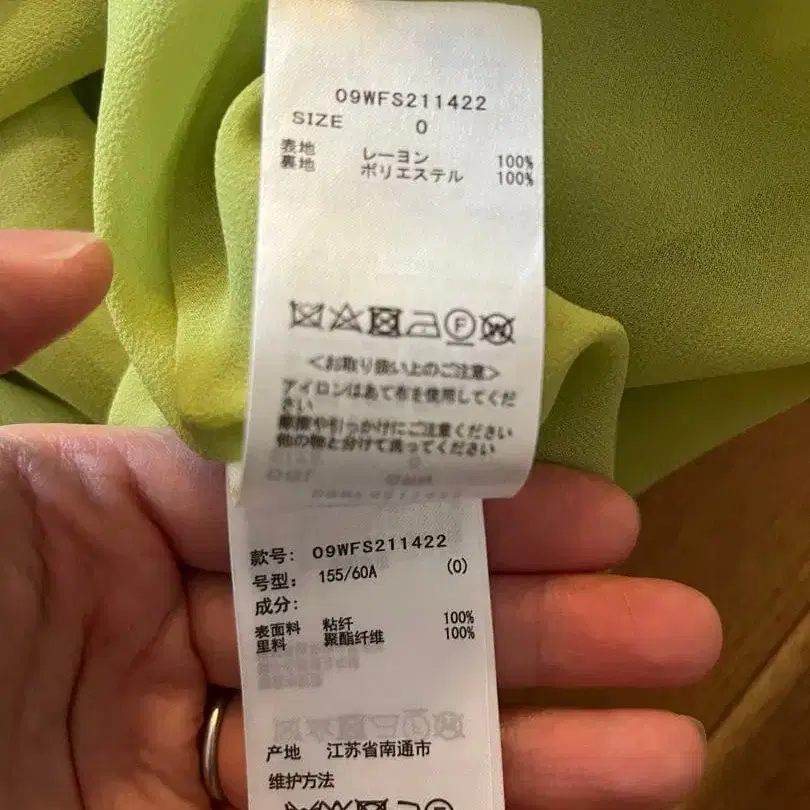 09WFS211422
SIZE 0
表地 レーヨン 100%
裏地 ポリエステル 100%
F
<お取り扱い上のご注意>
アイロンはあて布を使用してくだ
さい
摩擦や引っかけにご注意ください
他の物と分けて洗ってください
款号: 09WFS211422
号型: 155/60A (0)
成分:
表面料 粘纤 100%
里料 聚酯纤维 100%
产地 江苏省南通市
维护方法